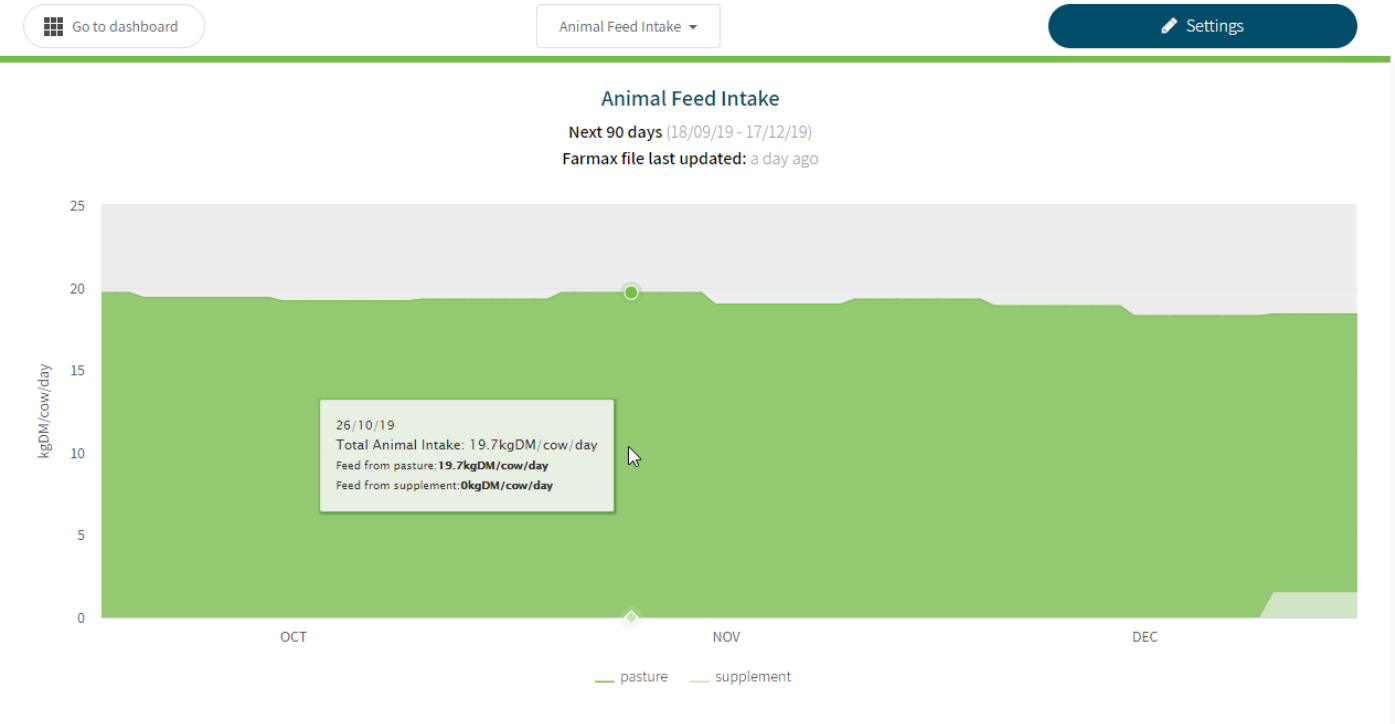 Go to dashboard
Animal Feed Intake
Settings
Animal Feed Intake
Next 90 days (18/09/19 - 17/12/19)
Farmax file last updated: a day ago
25
20
15
10
5
0
kgDM/cow/day
26/10/19
Total Animal Intake: 19.7kgDM/cow/day
Feed from pasture:19.7kgDM/cow/day
Feed from supplement:0kgDM/cow/day
OCT NOV DEC
pasture supplement